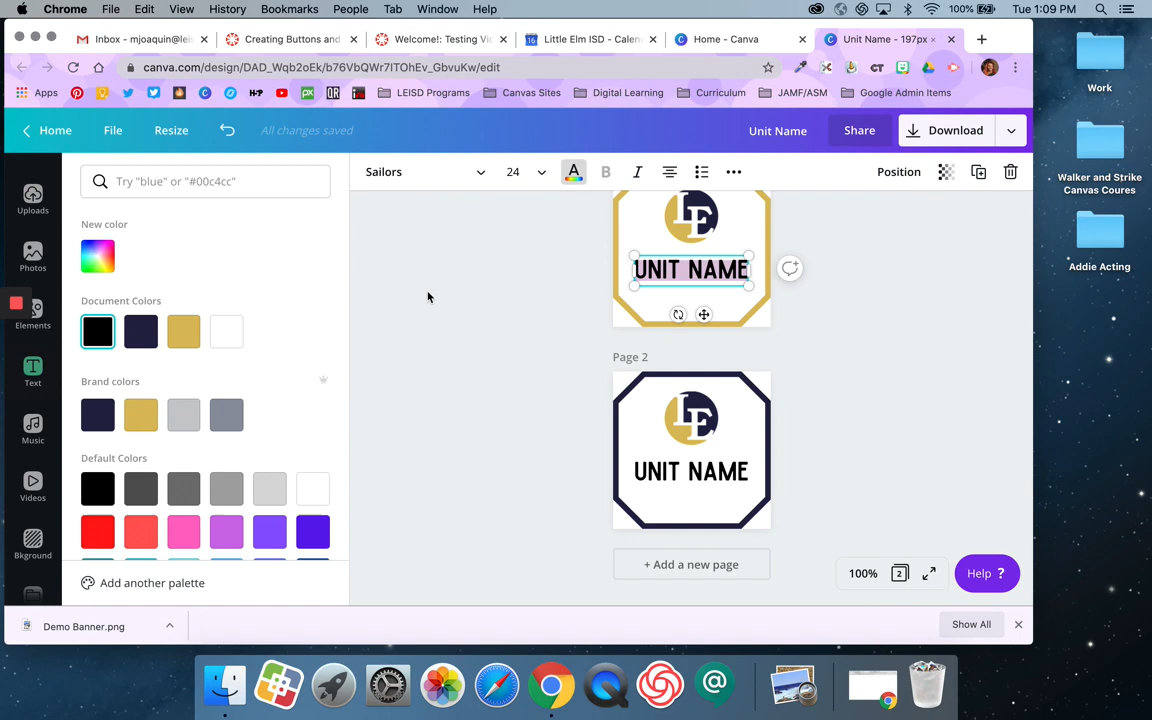 Chrome File Edit View History Bookmarks People Tab Window Help 100% Tue 1:09 PM
Inbox - mjoaquin@leis Creating Buttons and Welcome!: Testing Vi Little Elm ISD - Calen Home - Canva Unit Name - 197px
canva.com/design/DAD_Wqb2oEk/b76VbQWr7ITOhEv_GbvuKw/edit
Apps LEISD Programs Canvas Sites Digital Learning Curriculum JAMF/ASM Google Admin Items
Home File Resize All changes saved Unit Name Share Download
Try "blue" or "#00c4cc" Sailors 24 A B I Position
Uploads
Photos
Elements
Text
Music
Videos
Bkground
New color
Document Colors
Brand colors
Default Colors
Add another palette
LE
UNIT NAME
Page 2
LE
UNIT NAME
+ Add a new page
100% 2 Help ?
Demo Banner.png Show All
Work
Walker and Strike
Canvas Coures
Addie Acting